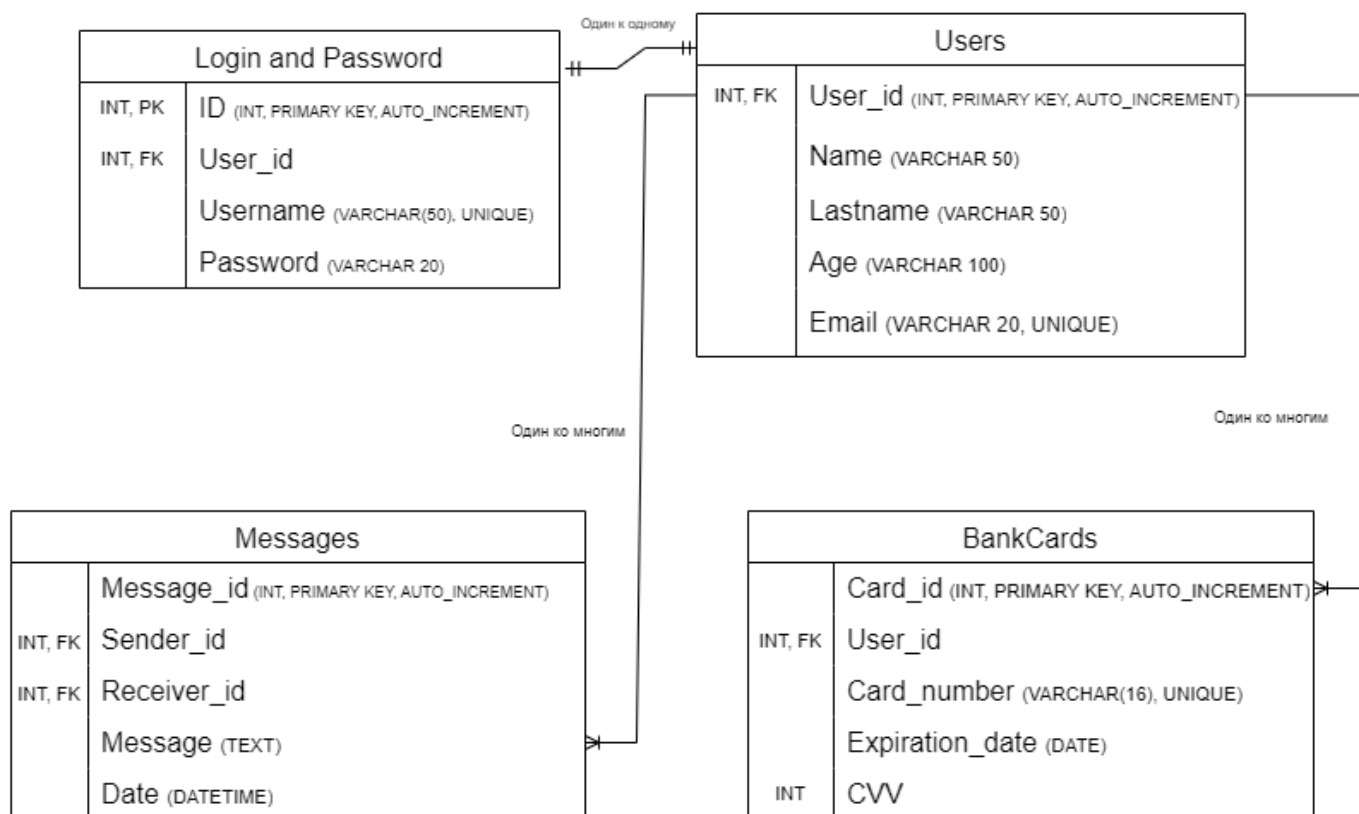 Один к одному
Login and Password
INT, PK ID (INT, PRIMARY KEY, AUTO_INCREMENT)
INT, FK User_id
Username (VARCHAR(50), UNIQUE)
Password (VARCHAR 20)
Users
INT, FK User_id (INT, PRIMARY KEY, AUTO_INCREMENT)
Name (VARCHAR 50)
Lastname (VARCHAR 50)
Age (VARCHAR 100)
Email (VARCHAR 20, UNIQUE)
Один ко многим
Один ко многим
Messages
Message_id (INT, PRIMARY KEY, AUTO_INCREMENT)
INT, FK Sender_id
INT, FK Receiver_id
Message (TEXT)
Date (DATETIME)
BankCards
Card_id (INT, PRIMARY KEY, AUTO_INCREMENT)
INT, FK User_id
Card_number (VARCHAR(16), UNIQUE)
Expiration_date (DATE)
INT CVV